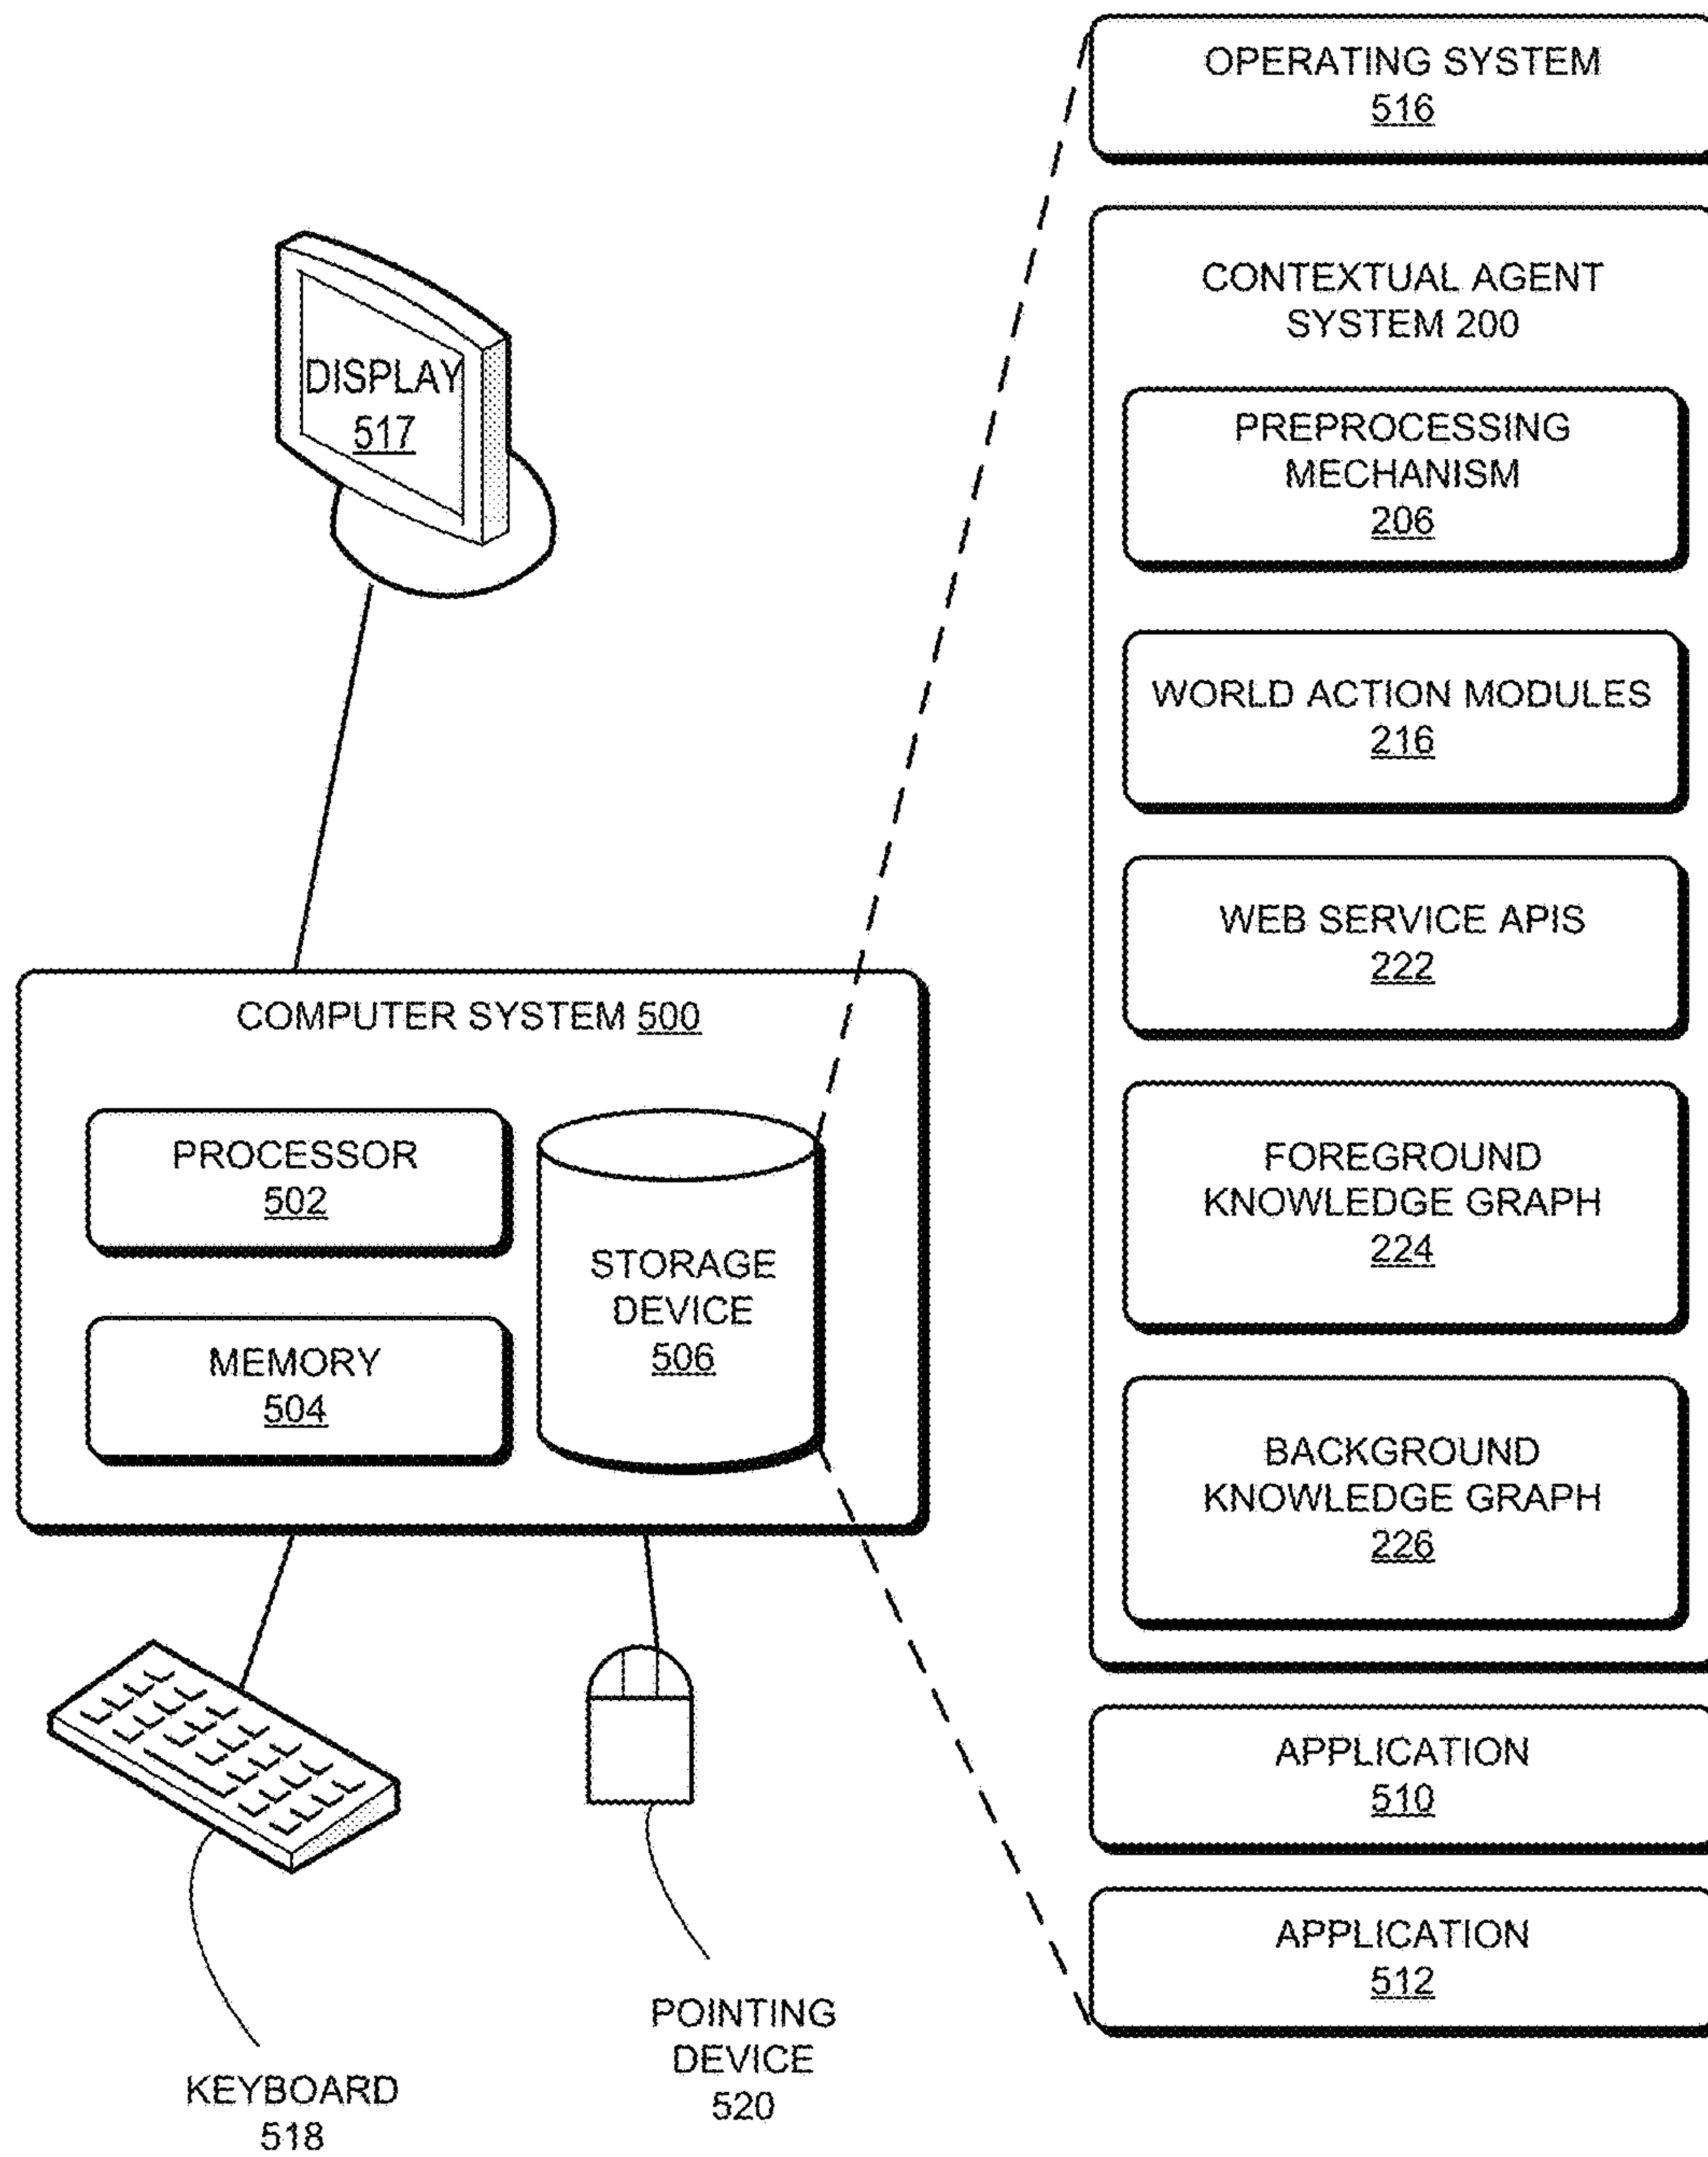 DISPLAY
517
COMPUTER SYSTEM 500
PROCESSOR
502
MEMORY
504
STORAGE
DEVICE
506
KEYBOARD
518
POINTING
DEVICE
520
OPERATING SYSTEM
516
CONTEXTUAL AGENT
SYSTEM 200
PREPROCESSING
MECHANISM
206
WORLD ACTION MODULES
216
WEB SERVICE APIS
222
FOREGROUND
KNOWLEDGE GRAPH
224
BACKGROUND
KNOWLEDGE GRAPH
226
APPLICATION
510
APPLICATION
512